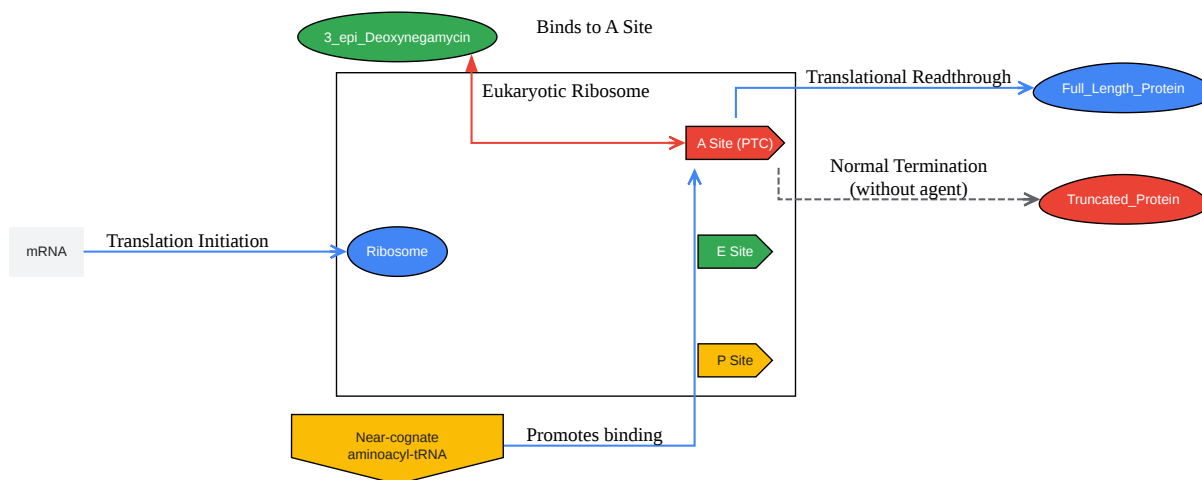 Binds to A Site
3_epi_Deoxynegamycin
Eukaryotic Ribosome
Translational Readthrough
Full_Length_Protein
A Site (PTC)
Normal Termination
(without agent)
Truncated_Protein
mRNA
Translation Initiation
Ribosome
E Site
P Site
Near-cognate
aminoacyl-tRNA
Promotes binding